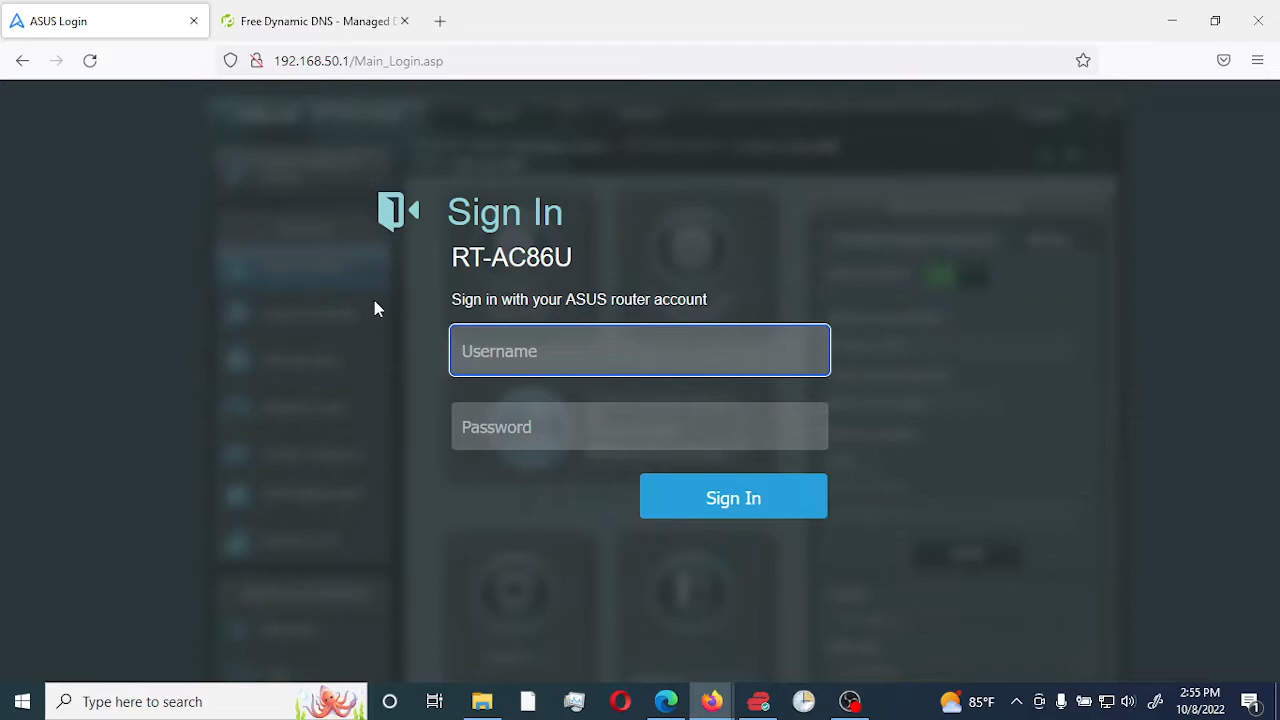 ASUS Login
Free Dynamic DNS - Managed D
192.168.50.1/Main_Login.asp
Sign In
RT-AC86U
Sign in with your ASUS router account
Username
Password
Sign In
Type here to search
85°F
2:55 PM
10/8/2022
1